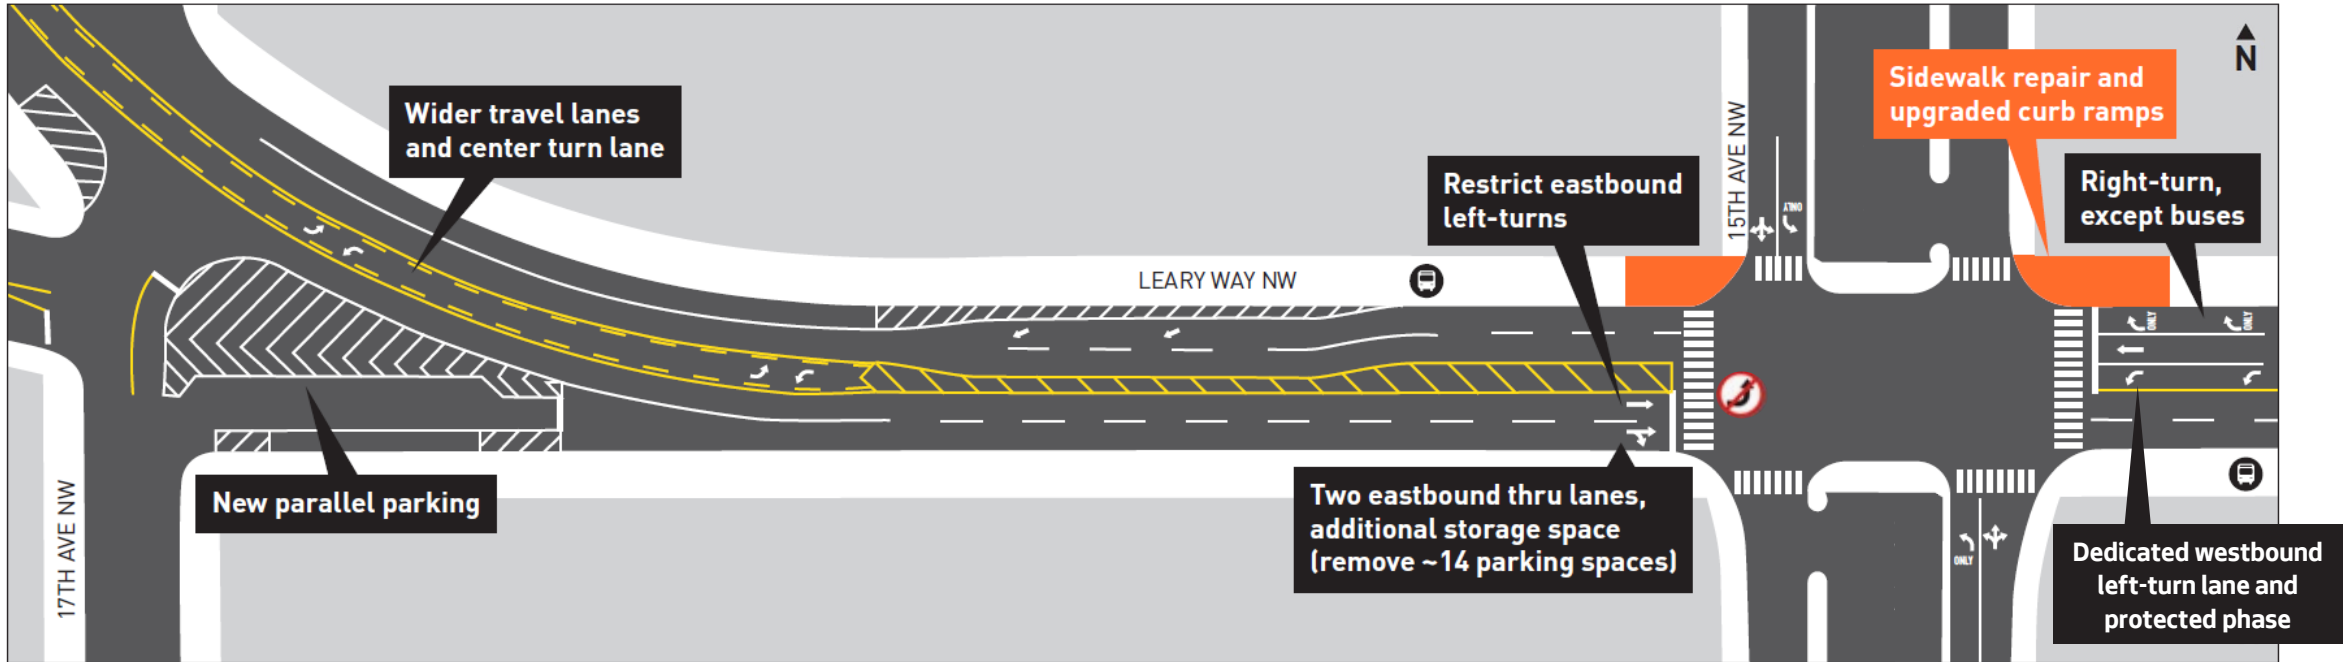 N
Sidewalk repair and
upgraded curb ramps
Wider travel lanes
and center turn lane
15TH AVE NW
Restrict eastbound
left-turns
Right-turn,
except buses
ONLY
LEARY WAY NW
ONLY
ONLY
New parallel parking
17TH AVE NW
Two eastbound thru lanes,
additional storage space
(remove ~14 parking spaces)
ONLY
Dedicated westbound
left-turn lane and
protected phase